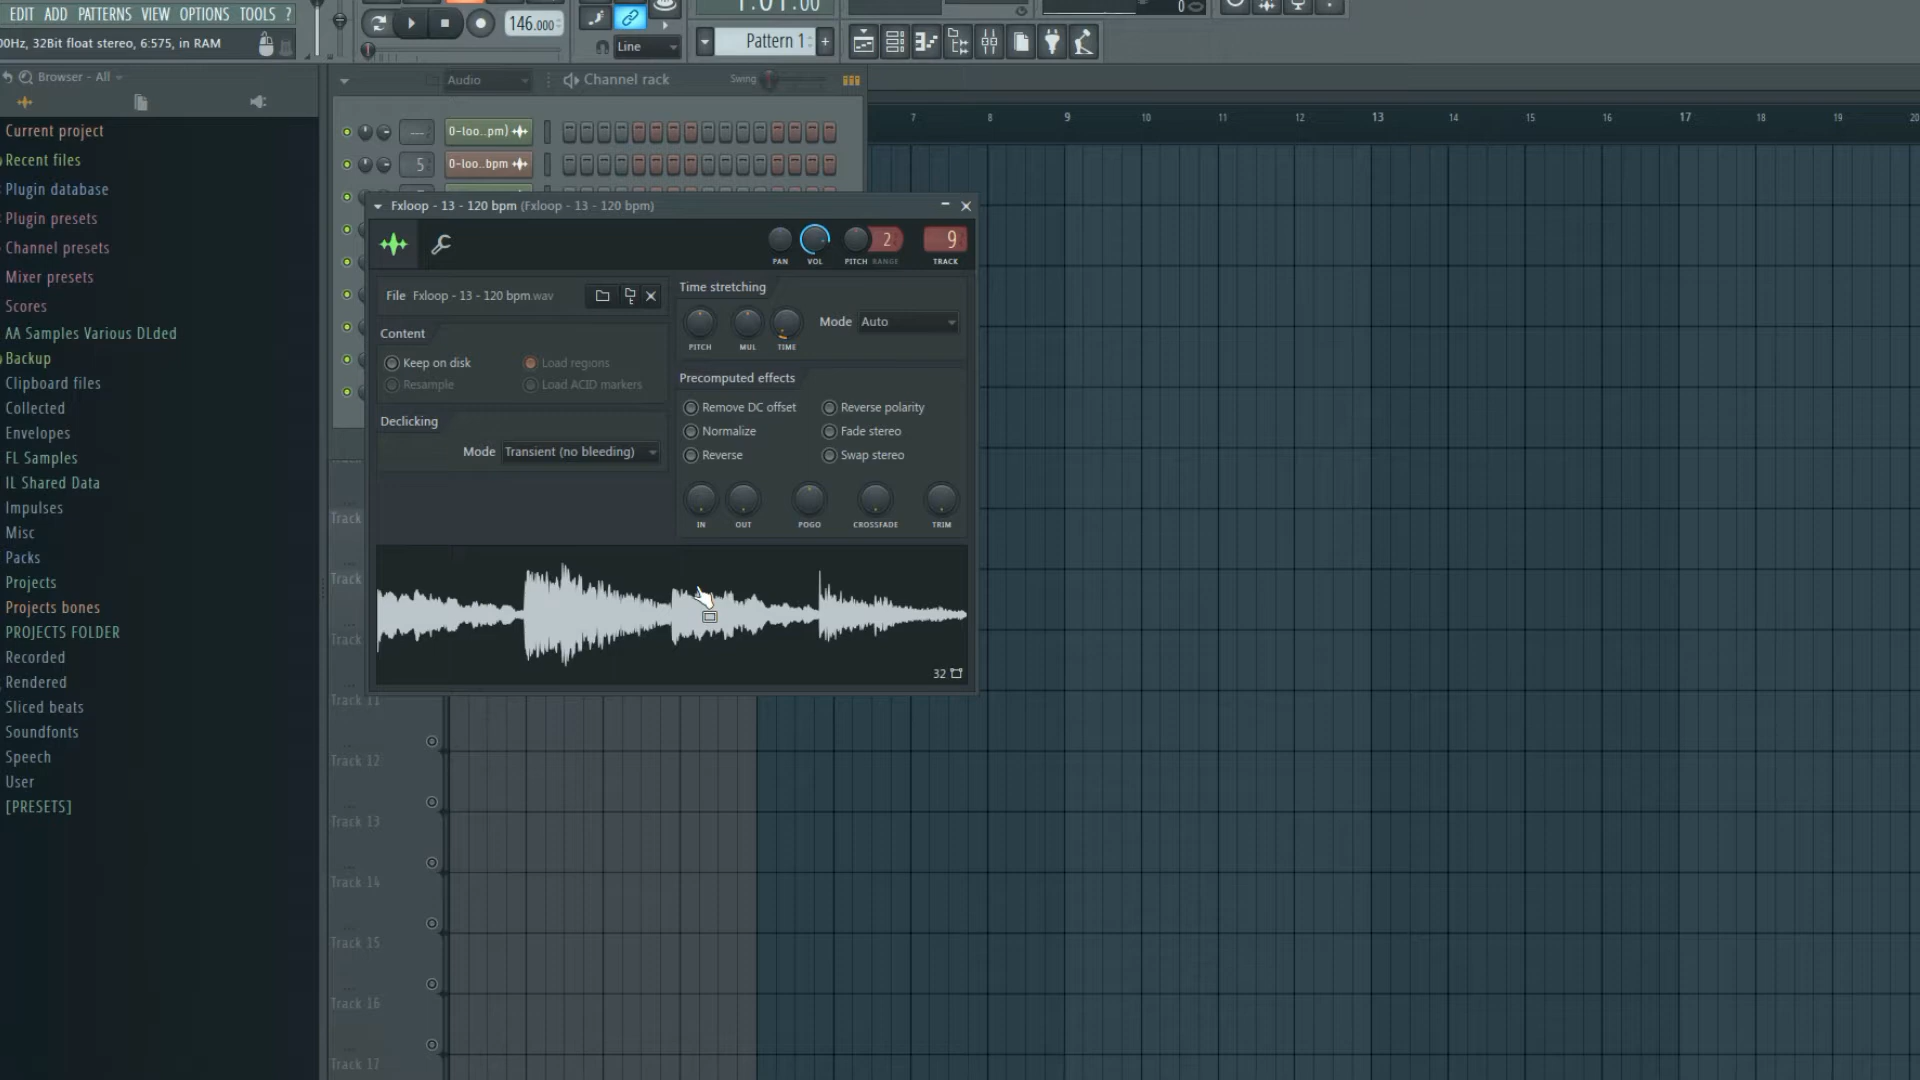 EDIT ADD PATTERNS VIEW OPTIONS TOOLS ?
00Hz, 32Bit float stereo, 6:575, in RAM
146.000
1:01:00
0
Line
Pattern 1
+
Browser - All
Audio
Channel rack
Swing
Current project
Recent files
Plugin database
Plugin presets
Channel presets
Mixer presets
Scores
AA Samples Various DLded
Backup
Clipboard files
Collected
Envelopes
FL Samples
IL Shared Data
Impulses
Misc
Packs
Projects
Projects bones
PROJECTS FOLDER
Recorded
Rendered
Sliced beats
Soundfonts
Speech
User
[PRESETS]
---
0-loo..pm)
5
0-loo..bpm
7 8 9 10 11 12 13 14 15 16 17 18 19 20
Fxloop - 13 - 120 bpm (Fxloop - 13 - 120 bpm)
2
9
PAN VOL PITCH RANGE TRACK
File Fxloop - 13 - 120 bpm.wav
Content
Keep on disk
Load regions
Resample
Load ACID markers
Declicking
Mode Transient (no bleeding)
Time stretching
PITCH MUL TIME
Mode Auto
Precomputed effects
Remove DC offset
Reverse polarity
Normalize
Fade stereo
Reverse
Swap stereo
IN OUT POGO CROSSFADE TRIM
32
Track
Track
Track
Track 11
Track 12
Track 13
Track 14
Track 15
Track 16
Track 17